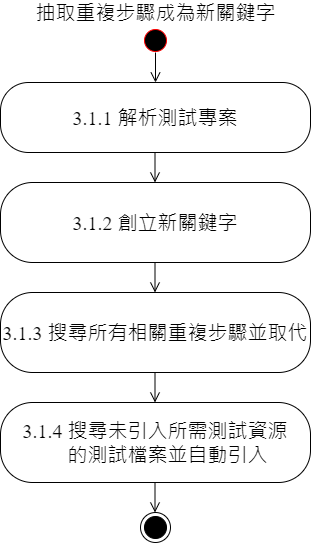 抽取重複步驟成為新關鍵字
3.1.1 解析測試專案
3.1.2 創立新關鍵字
3.1.3 搜尋所有相關重複步驟並取代
3.1.4 搜尋未引入所需測試資源
的測試檔案並自動引入